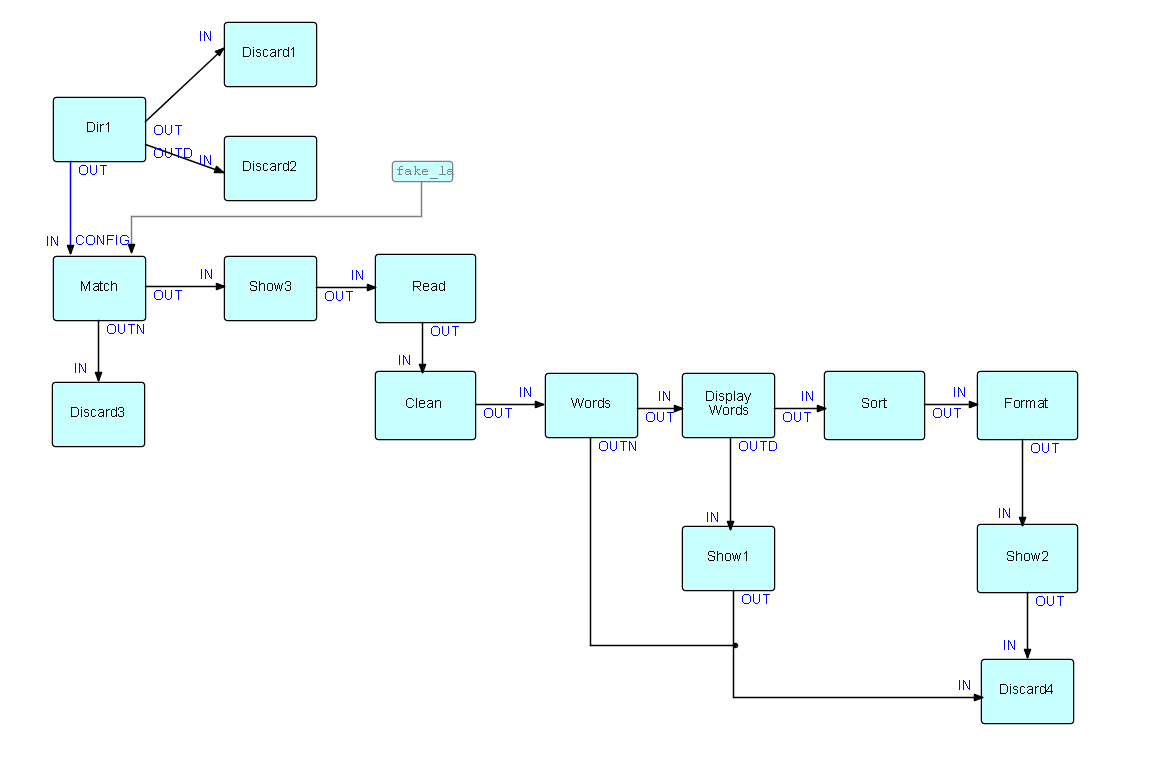 IN
Discard1
Dir1
OUT
OUTD
IN
Discard2
OUT
fake_la
IN
CONFIG
Match
OUT
IN
Show3
OUT
IN
Read
OUTN
OUT
IN
Discard3
IN
Clean
OUT
IN
Words
OUT
IN
Display
Words
OUT
IN
Sort
OUT
IN
Format
OUTN
OUTD
OUT
IN
Show1
IN
Show2
OUT
OUT
IN
IN
Discard4